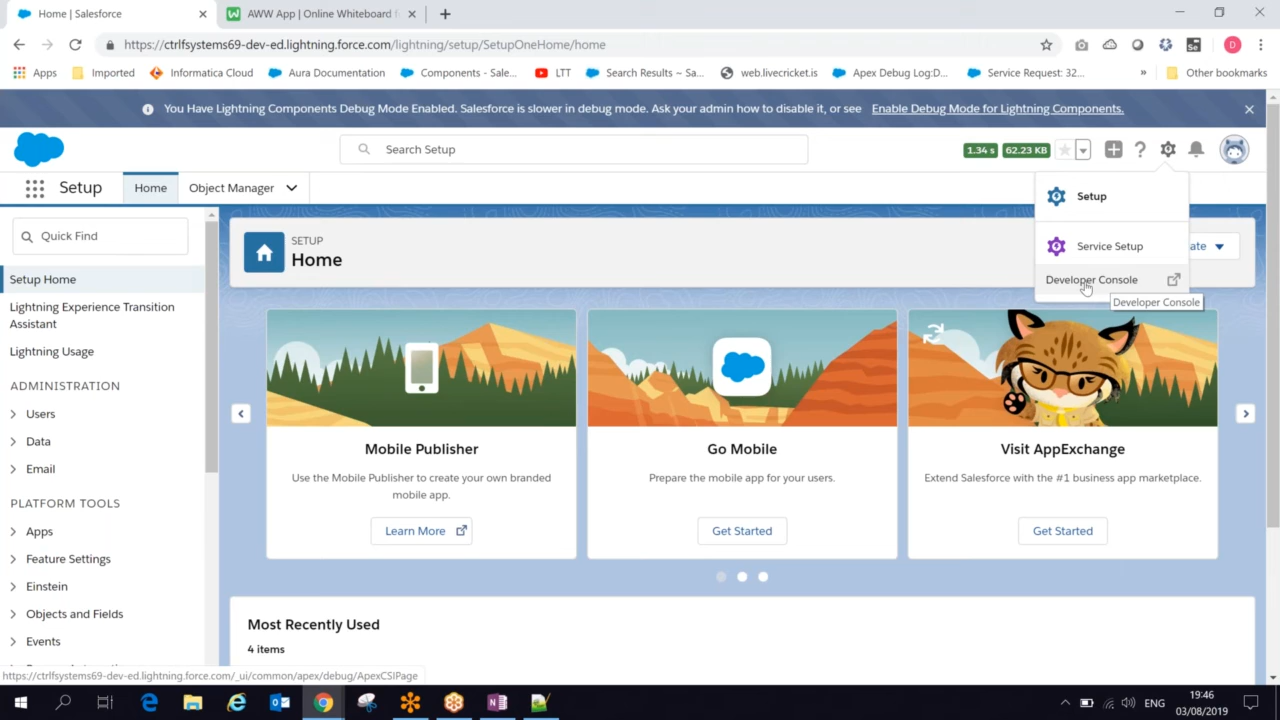 Home | Salesforce
AWW App | Online Whiteboard f
https://ctrlfsystems69-dev-ed.lightning.force.com/lightning/setup/SetupOneHome/home
D
Apps
Imported
Informatica Cloud
Aura Documentation
Components - Sale...
LTT
Search Results ~ Sa...
web.livecricket.is
Apex Debug Log:D...
Service Request: 32...
»
Other bookmarks
You Have Lightning Components Debug Mode Enabled. Salesforce is slower in debug mode. Ask your admin how to disable it, or see Enable Debug Mode for Lightning Components.
Search Setup
1.34 s
62.23 KB
Setup
Home
Object Manager
Setup
Service Setup
Developer Console
Developer Console
ate
Quick Find
Setup Home
Lightning Experience Transition
Assistant
Lightning Usage
ADMINISTRATION
Users
Data
Email
PLATFORM TOOLS
Apps
Feature Settings
Einstein
Objects and Fields
Events
SETUP
Home
Mobile Publisher
Use the Mobile Publisher to create your own branded
mobile app.
Learn More
Go Mobile
Prepare the mobile app for your users.
Get Started
Visit AppExchange
Extend Salesforce with the #1 business app marketplace.
Get Started
Most Recently Used
4 items
https://ctrlfsystems69-dev-ed.lightning.force.com/_ui/common/apex/debug/ApexCSIPage
ENG
19:46
03/08/2019